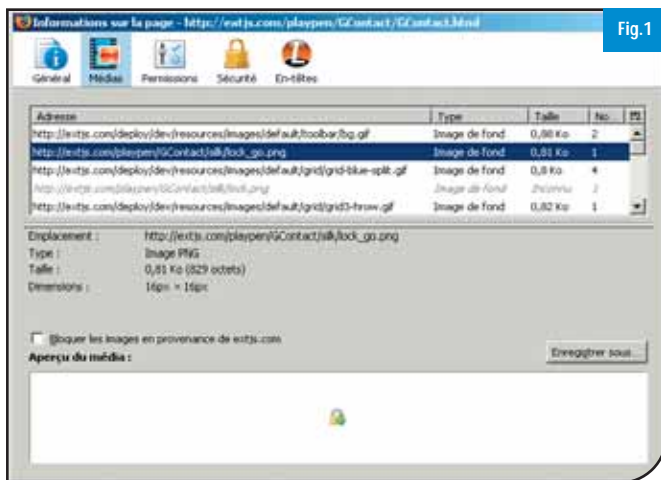 Informations sur la page - http://extjs.com/playpen/GContact/GContact.html
Fig.1
Général Médias Permissions Sécurité En-têtes
Adresse Type Taille No...
http://extjs.com/deploy/dev/resources/images/default/toolbar/bg.gif Image de fond 0,88 Ko 2
http://extjs.com/playpen/GContact/silk/lock_go.png Image de fond 0,81 Ko 1
http://extjs.com/deploy/dev/resources/images/default/grid/grid-blue-split.gif Image de fond 0,8 Ko 4
http://extjs.com/playpen/GContact/silk/lock.png Image de fond Inconnu
http://extjs.com/deploy/dev/resources/images/default/grid/grid3-hrow.gif Image de fond 0,82 Ko 1
Emplacement : http://extjs.com/playpen/GContact/silk/lock_go.png
Type : Image PNG
Taille : 0,81 Ko (829 octets)
Dimensions : 16px × 16px
Bloquer les images en provenance de extjs.com
Aperçu du média :
Enregistrer sous...